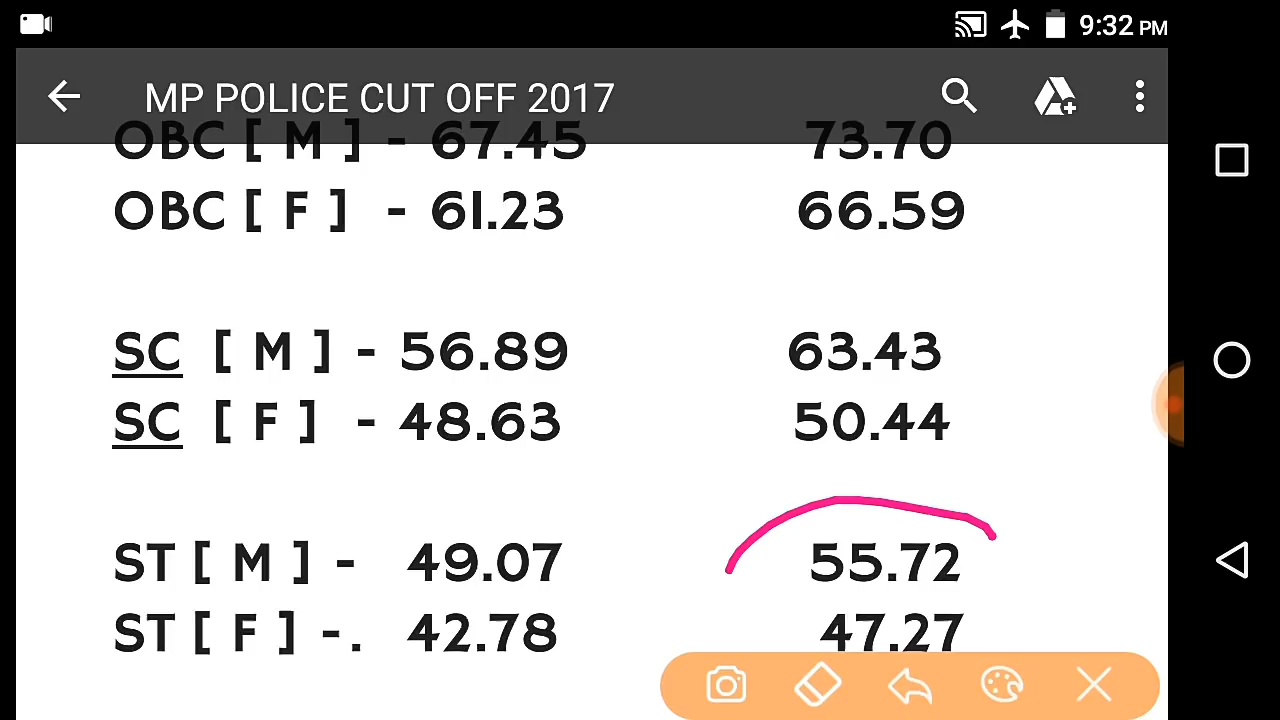 9:32 PM
MP POLICE CUT OFF 2017
OBC [ M ] - 67.45 73.70
OBC [ F ] - 61.23 66.59
SC [ M ] - 56.89 63.43
SC [ F ] - 48.63 50.44
ST [ M ] - 49.07 55.72
ST [ F ] -. 42.78 47.27